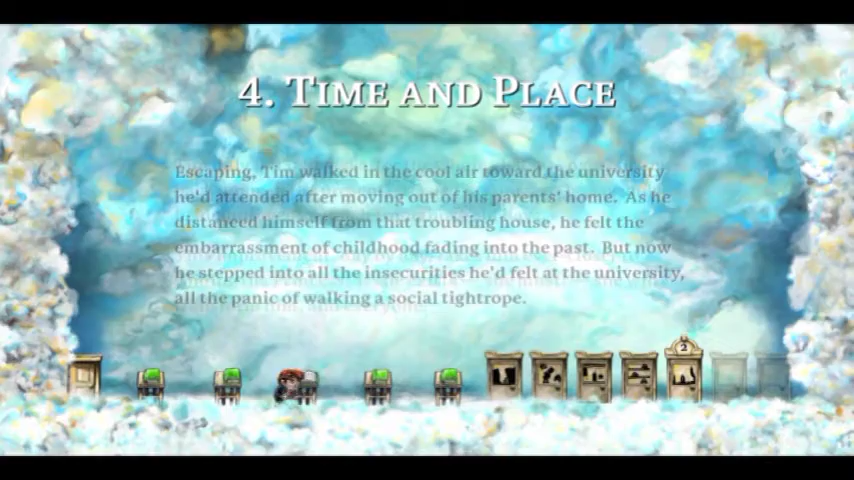 4. Time and Place
Escaping, Tim walked in the cool air toward the university
he'd attended after moving out of his parents' home. As he
distanced himself from that troubling house, he felt the
embarrassment of childhood fading into the past. But now
he stepped into all the insecurities he'd felt at the university,
all the panic of walking a social tightrope.
2